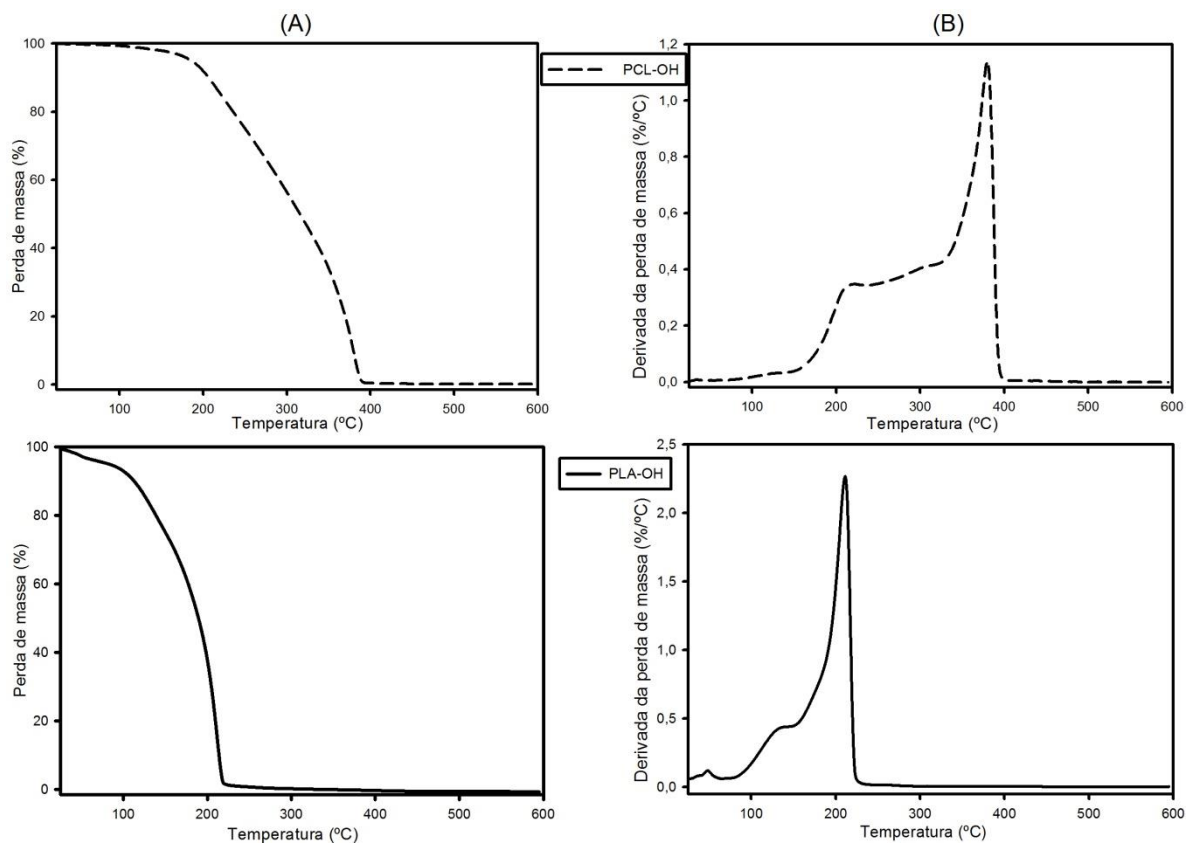 (A)
(B)
Perda de massa (%)
100
80
60
40
20
0
100 200 300 400 500 600
Temperatura (ºC)
PCL-OH
Derivada da perda de massa (%/ºC)
1,2
1,0
0,8
0,6
0,4
0,2
0,0
100 200 300 400 500 600
Temperatura (ºC)
Perda de massa (%)
100
80
60
40
20
0
100 200 300 400 500 600
Temperatura (ºC)
PLA-OH
Derivada da perda de massa (%/ºC)
2,5
2,0
1,5
1,0
0,5
0,0
100 200 300 400 500 600
Temperatura (ºC)